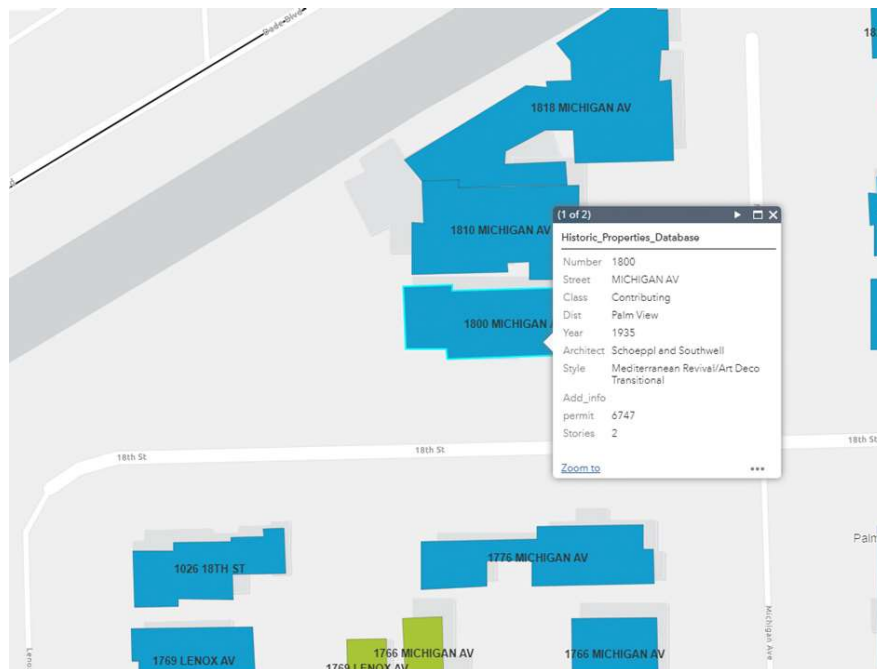 Dade Blvd
18
1818 MICHIGAN AV
1810 MICHIGAN AV
(1 of 2)
Historic_Properties_Database
Number 1800
Street MICHIGAN AV
Class Contributing
Dist Palm View
Year 1935
Architect Schoeppl and Southwell
Style Mediterranean Revival/Art Deco
Transitional
Add_info
permit 6747
Stories 2
Zoom to
1800 MICHIGAN A
18th St
18th St
18th St
1776 MICHIGAN AV
Palm
1026 18TH ST
1766 MICHIGAN AV
1766 MICHIGAN AV
1769 LENOX AV
1769 LENOX AV
Michigan Ave
Leno